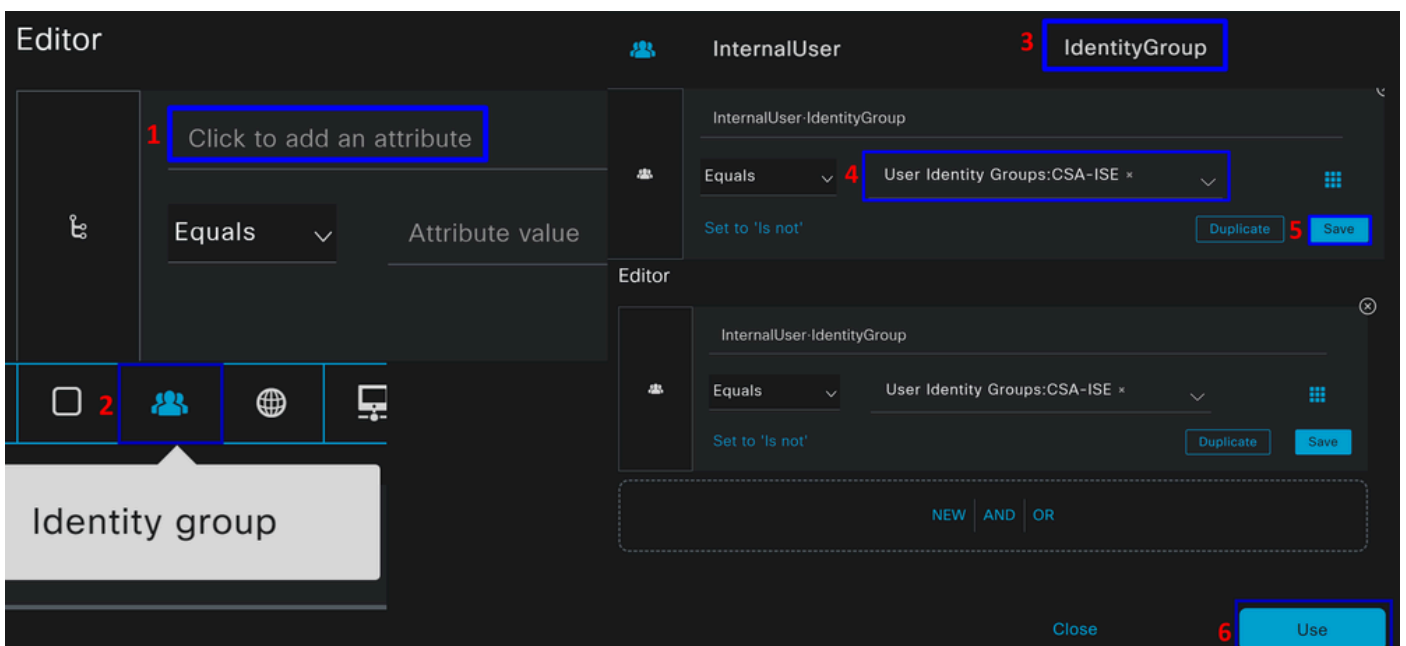 Editor
1 Click to add an attribute
Equals Attribute value
2
Identity group
InternalUser 3 IdentityGroup
InternalUser·IdentityGroup
Equals 4 User Identity Groups:CSA-ISE ×
Set to 'Is not' Duplicate 5 Save
Editor
InternalUser·IdentityGroup
Equals User Identity Groups:CSA-ISE ×
Set to 'Is not' Duplicate Save
NEW AND OR
Close 6 Use